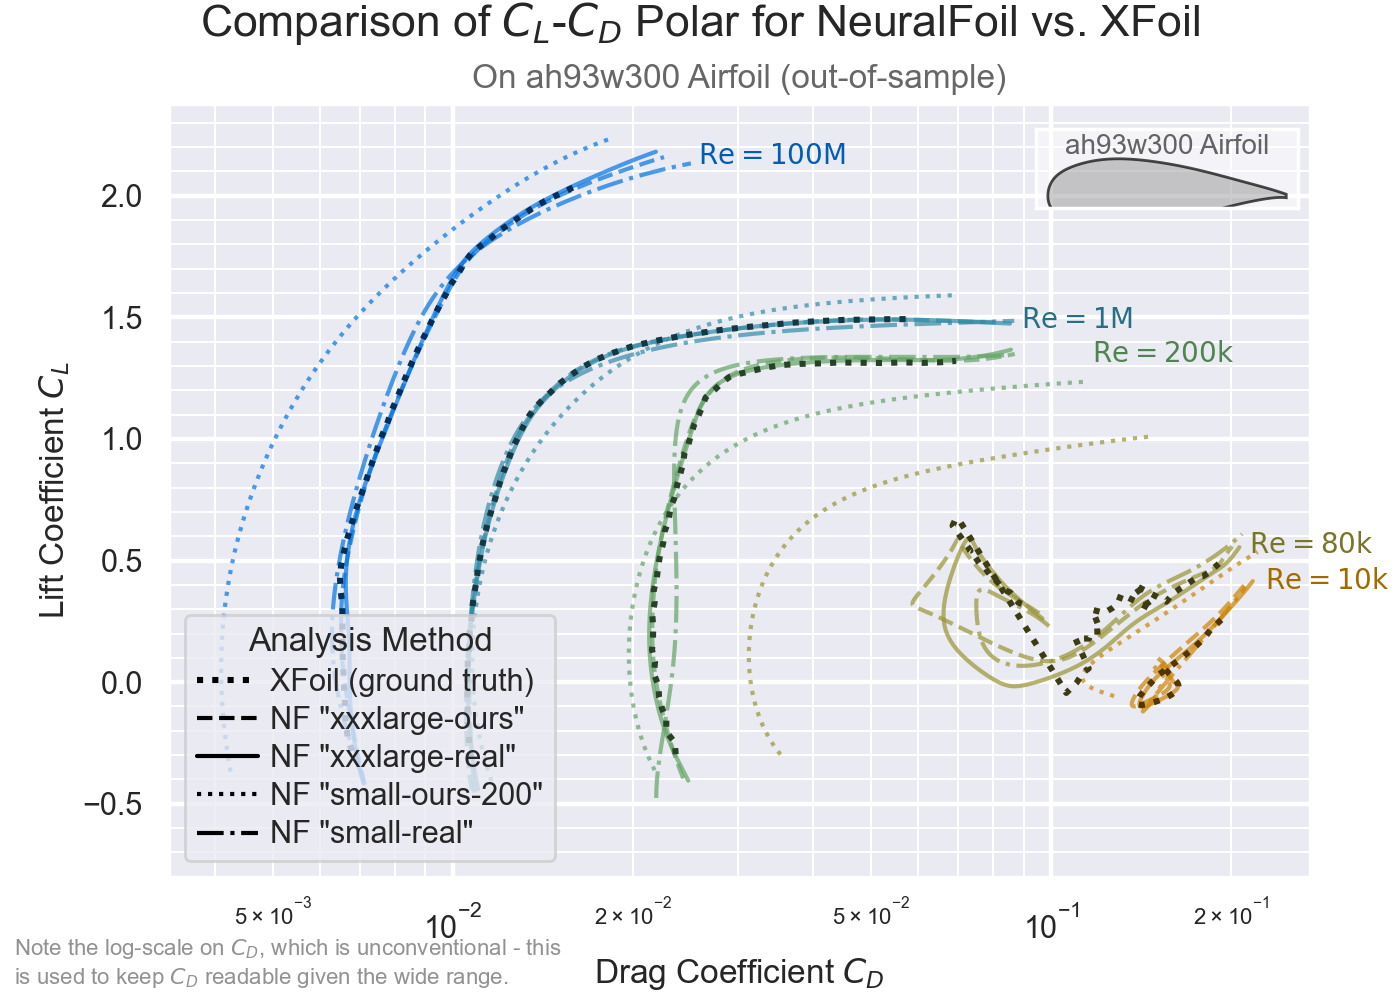 Comparison of C_L-C_D Polar for NeuralFoil vs. XFoil
On ah93w300 Airfoil (out-of-sample)
ah93w300 Airfoil
Re = 100M
Re = 1M
Re = 200k
Re = 80k
Re = 10k
Lift Coefficient C_L
2.0
1.5
1.0
0.5
0.0
−0.5
Analysis Method
XFoil (ground truth)
NF "xxxlarge-ours"
NF "xxxlarge-real"
NF "small-ours-200"
NF "small-real"
5 × 10⁻³
10⁻²
2 × 10⁻²
5 × 10⁻²
10⁻¹
2 × 10⁻¹
Drag Coefficient C_D
Note the log-scale on C_D, which is unconventional - this
is used to keep C_D readable given the wide range.